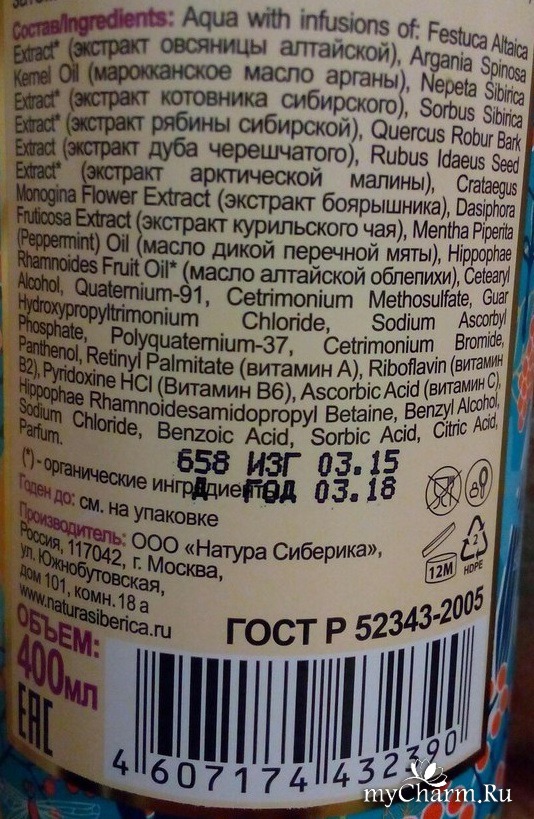 Состав/Ingredients: Aqua with infusions of: Festuca Altaica
Extract* (экстракт овсяницы алтайской), Argania Spinosa
Kernel Oil (марокканское масло арганы), Nepeta Sibirica
Extract* (экстракт котовника сибирского), Sorbus Sibirica
Extract* (экстракт рябины сибирской), Quercus Robur Bark
Extract (экстракт дуба черешчатого), Rubus Idaeus Seed
Extract* (экстракт арктической малины), Crataegus
Monogina Flower Extract (экстракт боярышника), Dasiphora
Fruticosa Extract (экстракт курильского чая), Mentha Piperita
(Peppermint) Oil (масло дикой перечной мяты), Hippophae
Rhamnoides Fruit Oil* (масло алтайской облепихи), Cetearyl
Alcohol, Quaternium-91, Cetrimonium Methosulfate, Guar
Hydroxypropyltrimonium Chloride, Sodium Ascorbyl
Phosphate, Polyquaternium-37, Cetrimonium Bromide,
Panthenol, Retinyl Palmitate (витамин А), Riboflavin (витамин
В2), Pyridoxine HCl (Витамин В6), Ascorbic Acid (витамин С),
Hippophae Rhamnoidesamidopropyl Betaine, Benzyl Alcohol,
Sodium Chloride, Benzoic Acid, Sorbic Acid, Citric Acid,
Parfum.
658 ИЗГ 03.15
(*) - органические ингредиенты
Д ГОД 03.18
Годен до: см. на упаковке
Производитель: ООО «Натура Сиберика»,
Россия, 117042, г. Москва,
ул. Южнобутовская,
дом 101, комн. 18 а
www.naturasiberica.ru
12М
2
HDPE
ГОСТ Р 52343-2005
ОБЪЕМ:
400мл
ЕАС
4 607174 432390
myCharm.Ru